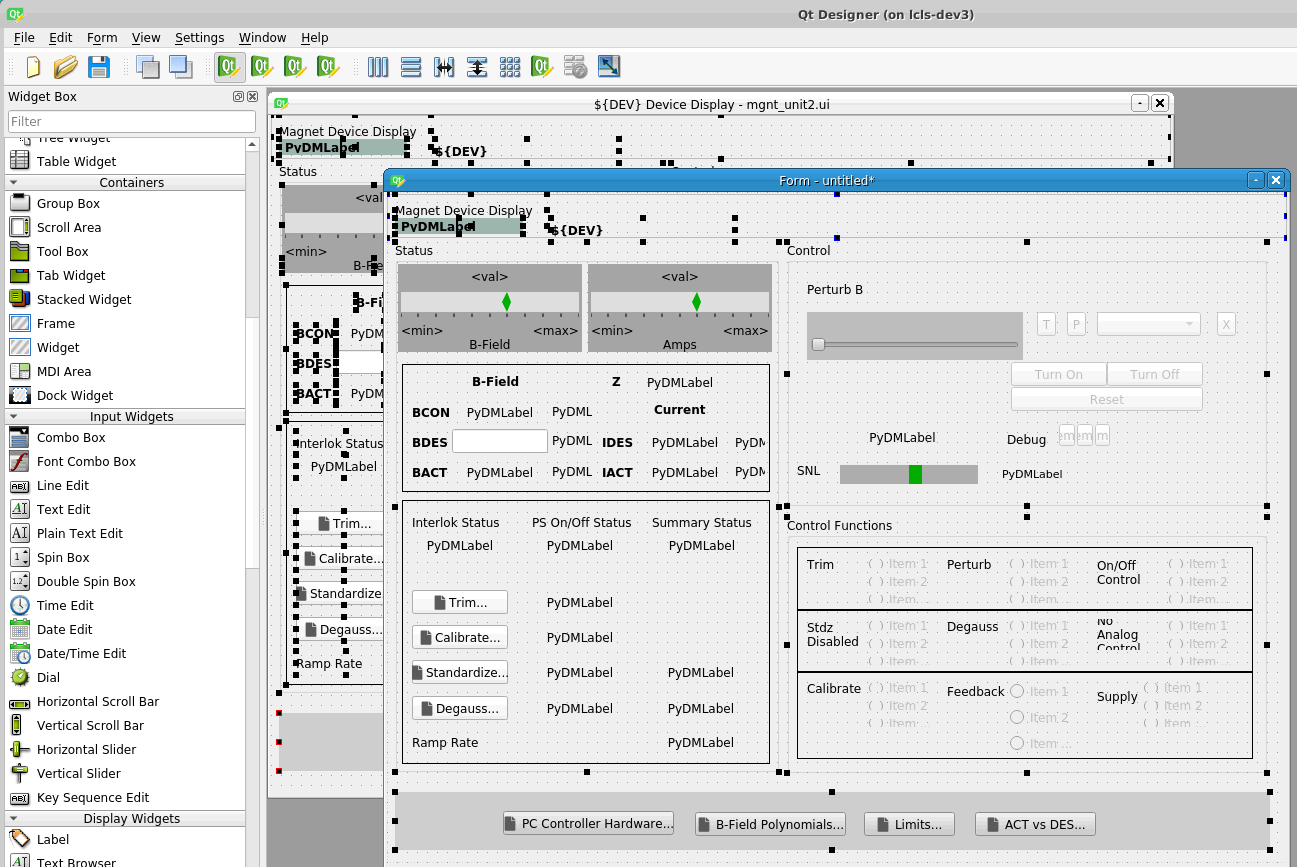 Qt Designer (on lcls-dev3)
File Edit Form View Settings Window Help
Widget Box
Filter
Tree Widget
Table Widget
Containers
Group Box
Scroll Area
Tool Box
Tab Widget
Stacked Widget
Frame
Widget
MDI Area
Dock Widget
Input Widgets
Combo Box
Font Combo Box
Line Edit
Text Edit
Plain Text Edit
Spin Box
Double Spin Box
Time Edit
Date Edit
Date/Time Edit
Dial
Horizontal Scroll Bar
Vertical Scroll Bar
Horizontal Slider
Vertical Slider
Key Sequence Edit
Display Widgets
Label
Text Browser
${DEV} Device Display - mgnt_unit2.ui
Magnet Device Display
PyDMLabel ${DEV}
Status
<val
<min>
B-Fie
B-Fi
BCON PyDM
BDES
BACT PyDM
Interlok Status
PyDMLabel
Trim...
Calibrate...
Standardize
Degauss...
Ramp Rate
Form - untitled*
Magnet Device Display
PyDMLabel ${DEV}
Status
<val> <val>
<min> <max> <min> <max>
B-Field Amps
B-Field Z PyDMLabel
BCON PyDMLabel PyDML Current
BDES PyDML IDES PyDMLabel PyDM
BACT PyDMLabel PyDML IACT PyDMLabel PyDM
Interlok Status PS On/Off Status Summary Status
PyDMLabel PyDMLabel PyDMLabel
Trim... PyDMLabel
Calibrate... PyDMLabel
Standardize... PyDMLabel PyDMLabel
Degauss... PyDMLabel PyDMLabel
Ramp Rate PyDMLabel
Control
Perturb B
T P X
Turn On Turn Off
Reset
PyDMLabel Debug em em m
SNL PyDMLabel
Control Functions
Trim Item 1 Item 2 Item Perturb Item 1 Item 2 Item On/Off Control Item 1 Item 2 Item
Stdz Disabled Item 1 Item 2 Item Degauss Item 1 Item 2 Item No Analog Control Item 1 Item 2 Item
Calibrate Item 1 Item 2 Item Feedback Item 1 Item 2 Item ... Supply Item 1 Item 2 Item
PC Controller Hardware... B-Field Polynomials... Limits... ACT vs DES...